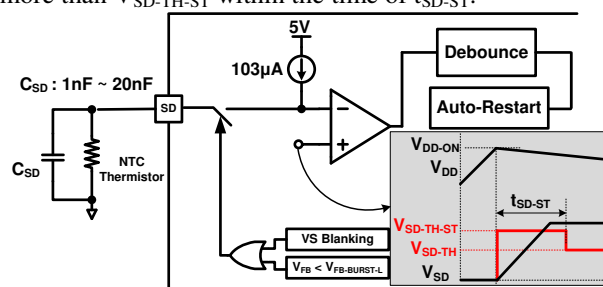 more than V_SD-TH-ST within the time of t_SD-ST.
5V
103µA
C_SD : 1nF ~ 20nF
SD
Debounce
Auto-Restart
C_SD
NTC
Thermistor
V_DD-ON
V_DD
t_SD-ST
V_SD-TH-ST
V_SD-TH
V_SD
VS Blanking
V_FB < V_FB-BURST-L